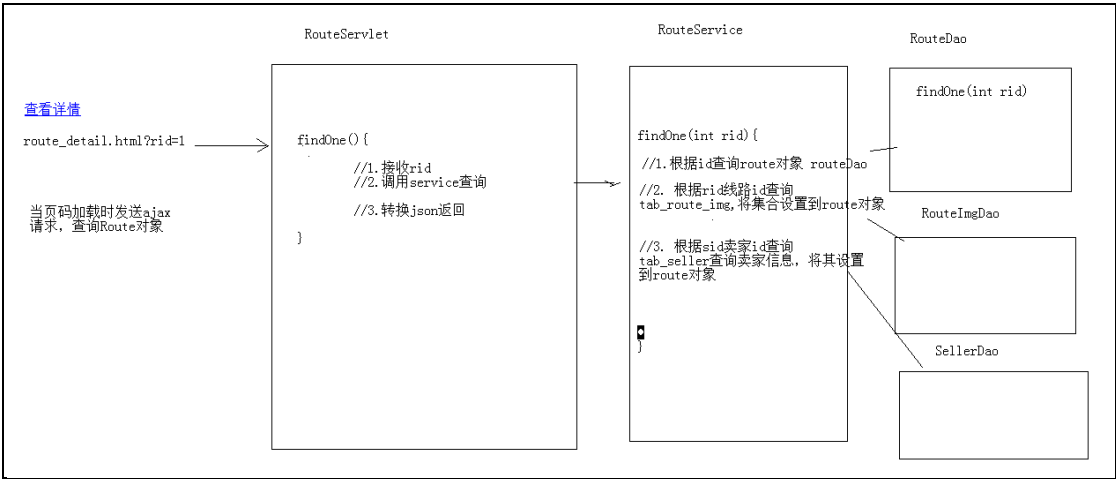 RouteServlet
RouteService
RouteDao
查看详情
route_detail.html?rid=1
当页码加载时发送ajax
请求，查询Route对象
findOne(){
//1.接收rid
//2.调用service查询
//3.转换json返回
}
findOne(int rid){
//1.根据id查询route对象 routeDao
//2. 根据rid线路id查询
tab_route_img,将集合设置到route对象
//3. 根据sid卖家id查询
tab_seller查询卖家信息，将其设置
到route对象
}
findOne(int rid)
RouteImgDao
SellerDao